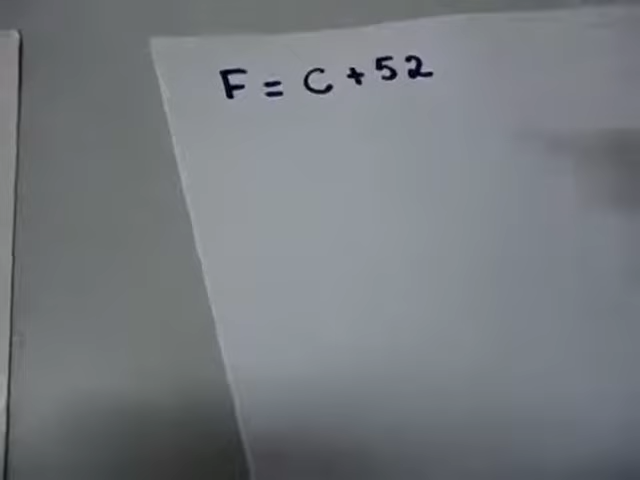 F = C + 52